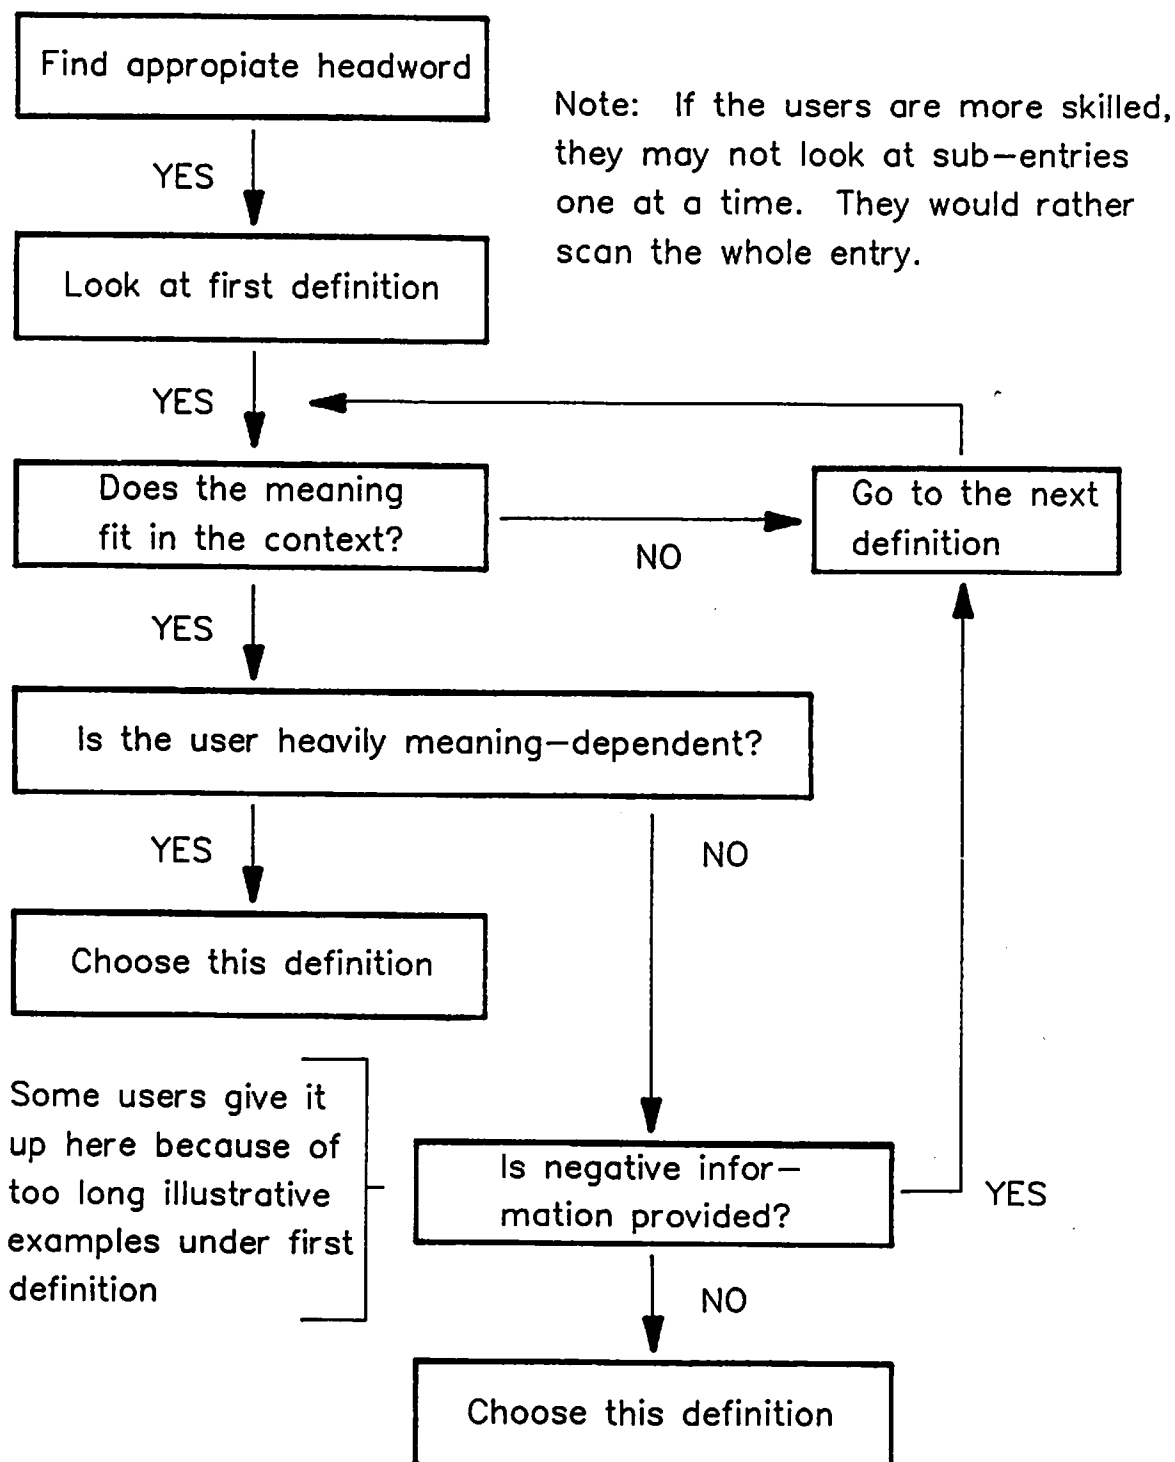 Find appropiate headword
Note: If the users are more skilled,
they may not look at sub-entries
one at a time. They would rather
scan the whole entry.
YES
Look at first definition
YES
Does the meaning
fit in the context?
NO
Go to the next
definition
YES
Is the user heavily meaning-dependent?
YES
NO
Choose this definition
Some users give it
up here because of
too long illustrative
examples under first
definition
Is negative infor-
mation provided?
YES
NO
Choose this definition